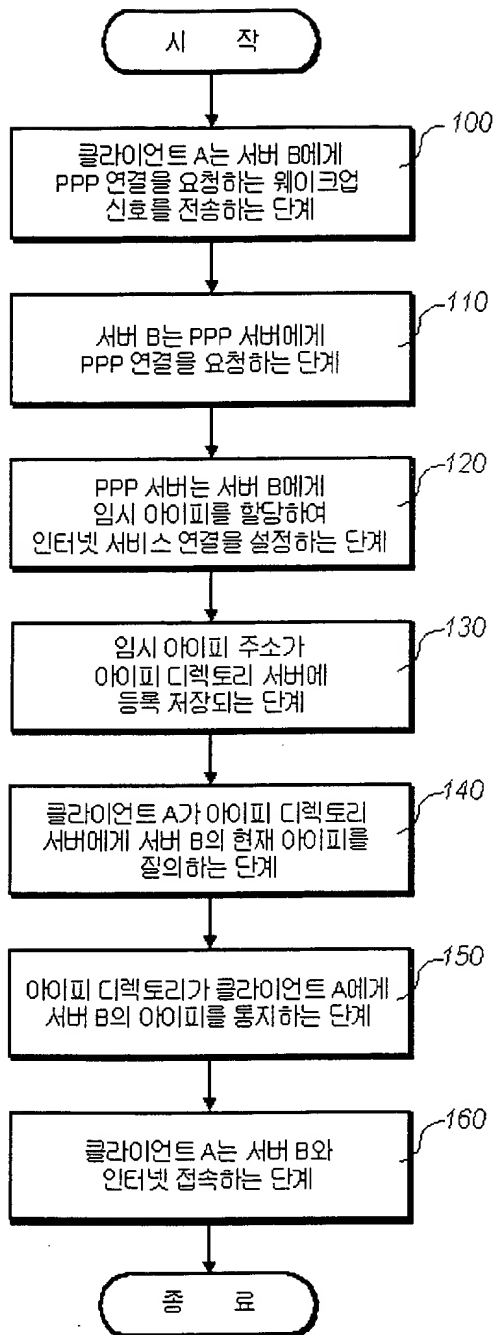 시 작
100
클라이언트 A는 서버 B에게
PPP 연결을 요청하는 웨이크업
신호를 전송하는 단계
110
서버 B는 PPP 서버에게
PPP 연결을 요청하는 단계
120
PPP 서버는 서버 B에게
임시 아이피를 할당하여
인터넷 서비스 연결을 설정하는 단계
130
임시 아이피 주소가
아이피 디렉토리 서버에
등록 저장되는 단계
140
클라이언트 A가 아이피 디렉토리
서버에게 서버 B의 현재 아이피를
질의하는 단계
150
아이피 디렉토리가 클라이언트 A에게
서버 B의 아이피를 통지하는 단계
160
클라이언트 A는 서버 B와
인터넷 접속하는 단계
종 료